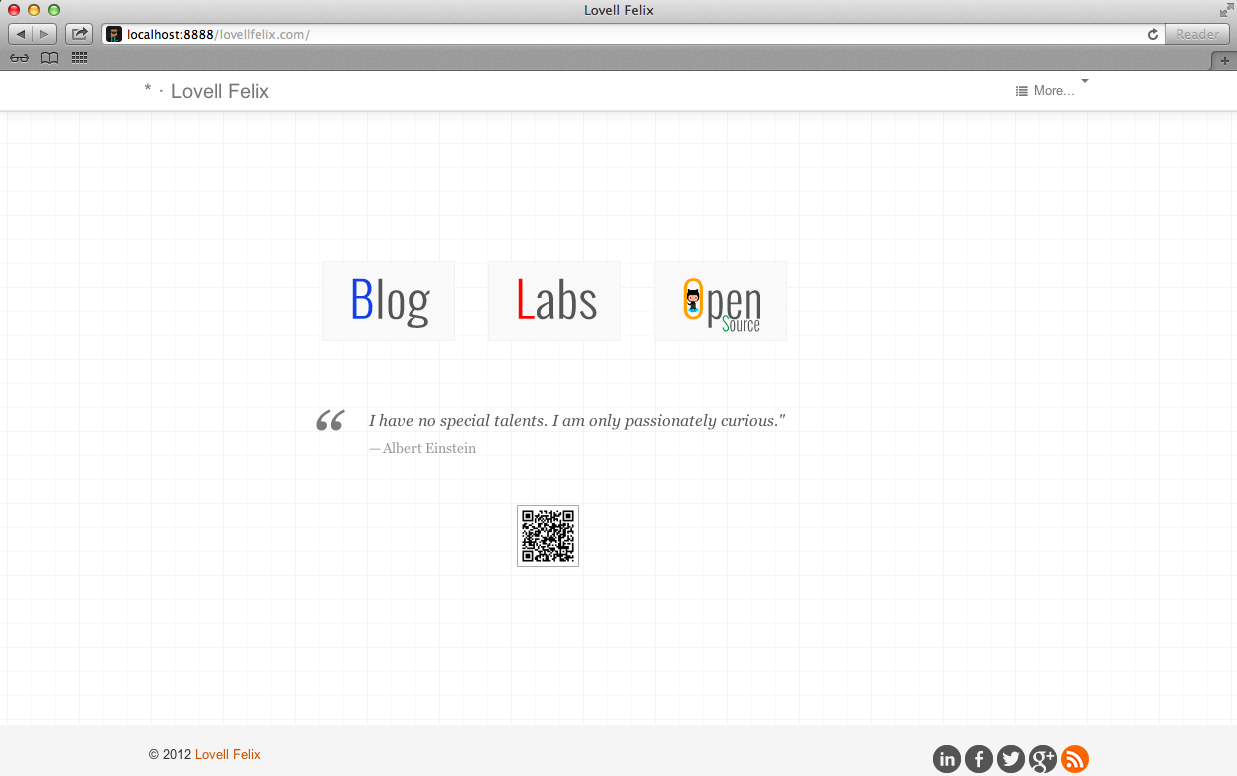 Lovell Felix
localhost:8888/lovellfelix.com/
Reader
* · Lovell Felix
More...
Blog
Labs
Open
Source
“ I have no special talents. I am only passionately curious."
— Albert Einstein
© 2012 Lovell Felix
in f g+